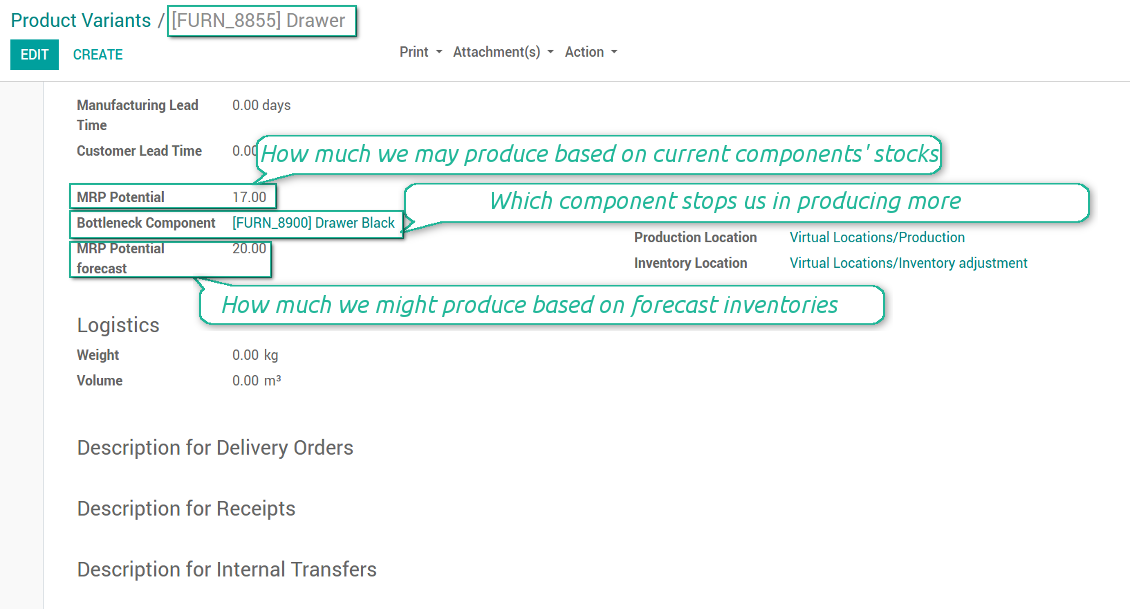 Product Variants / [FURN_8855] Drawer
EDIT CREATE Print Attachment(s) Action
Manufacturing Lead Time 0.00 days
Customer Lead Time 0.00
How much we may produce based on current components' stocks
MRP Potential 17.00
Which component stops us in producing more
Bottleneck Component [FURN_8900] Drawer Black
Production Location Virtual Locations/Production
MRP Potential forecast 20.00
Inventory Location Virtual Locations/Inventory adjustment
How much we might produce based on forecast inventories
Logistics
Weight 0.00 kg
Volume 0.00 m³
Description for Delivery Orders
Description for Receipts
Description for Internal Transfers